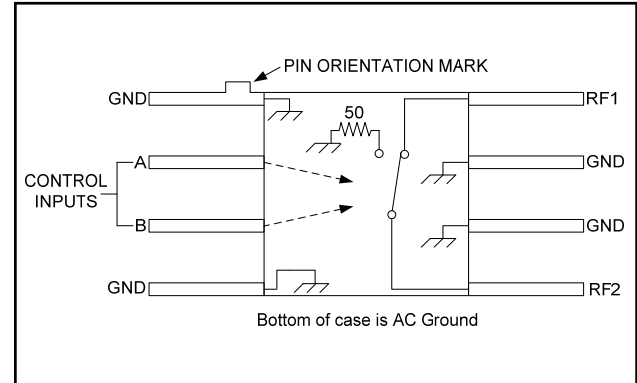 PIN ORIENTATION MARK
GND
RF1
50
A
GND
CONTROL
INPUTS
B
GND
GND
RF2
Bottom of case is AC Ground